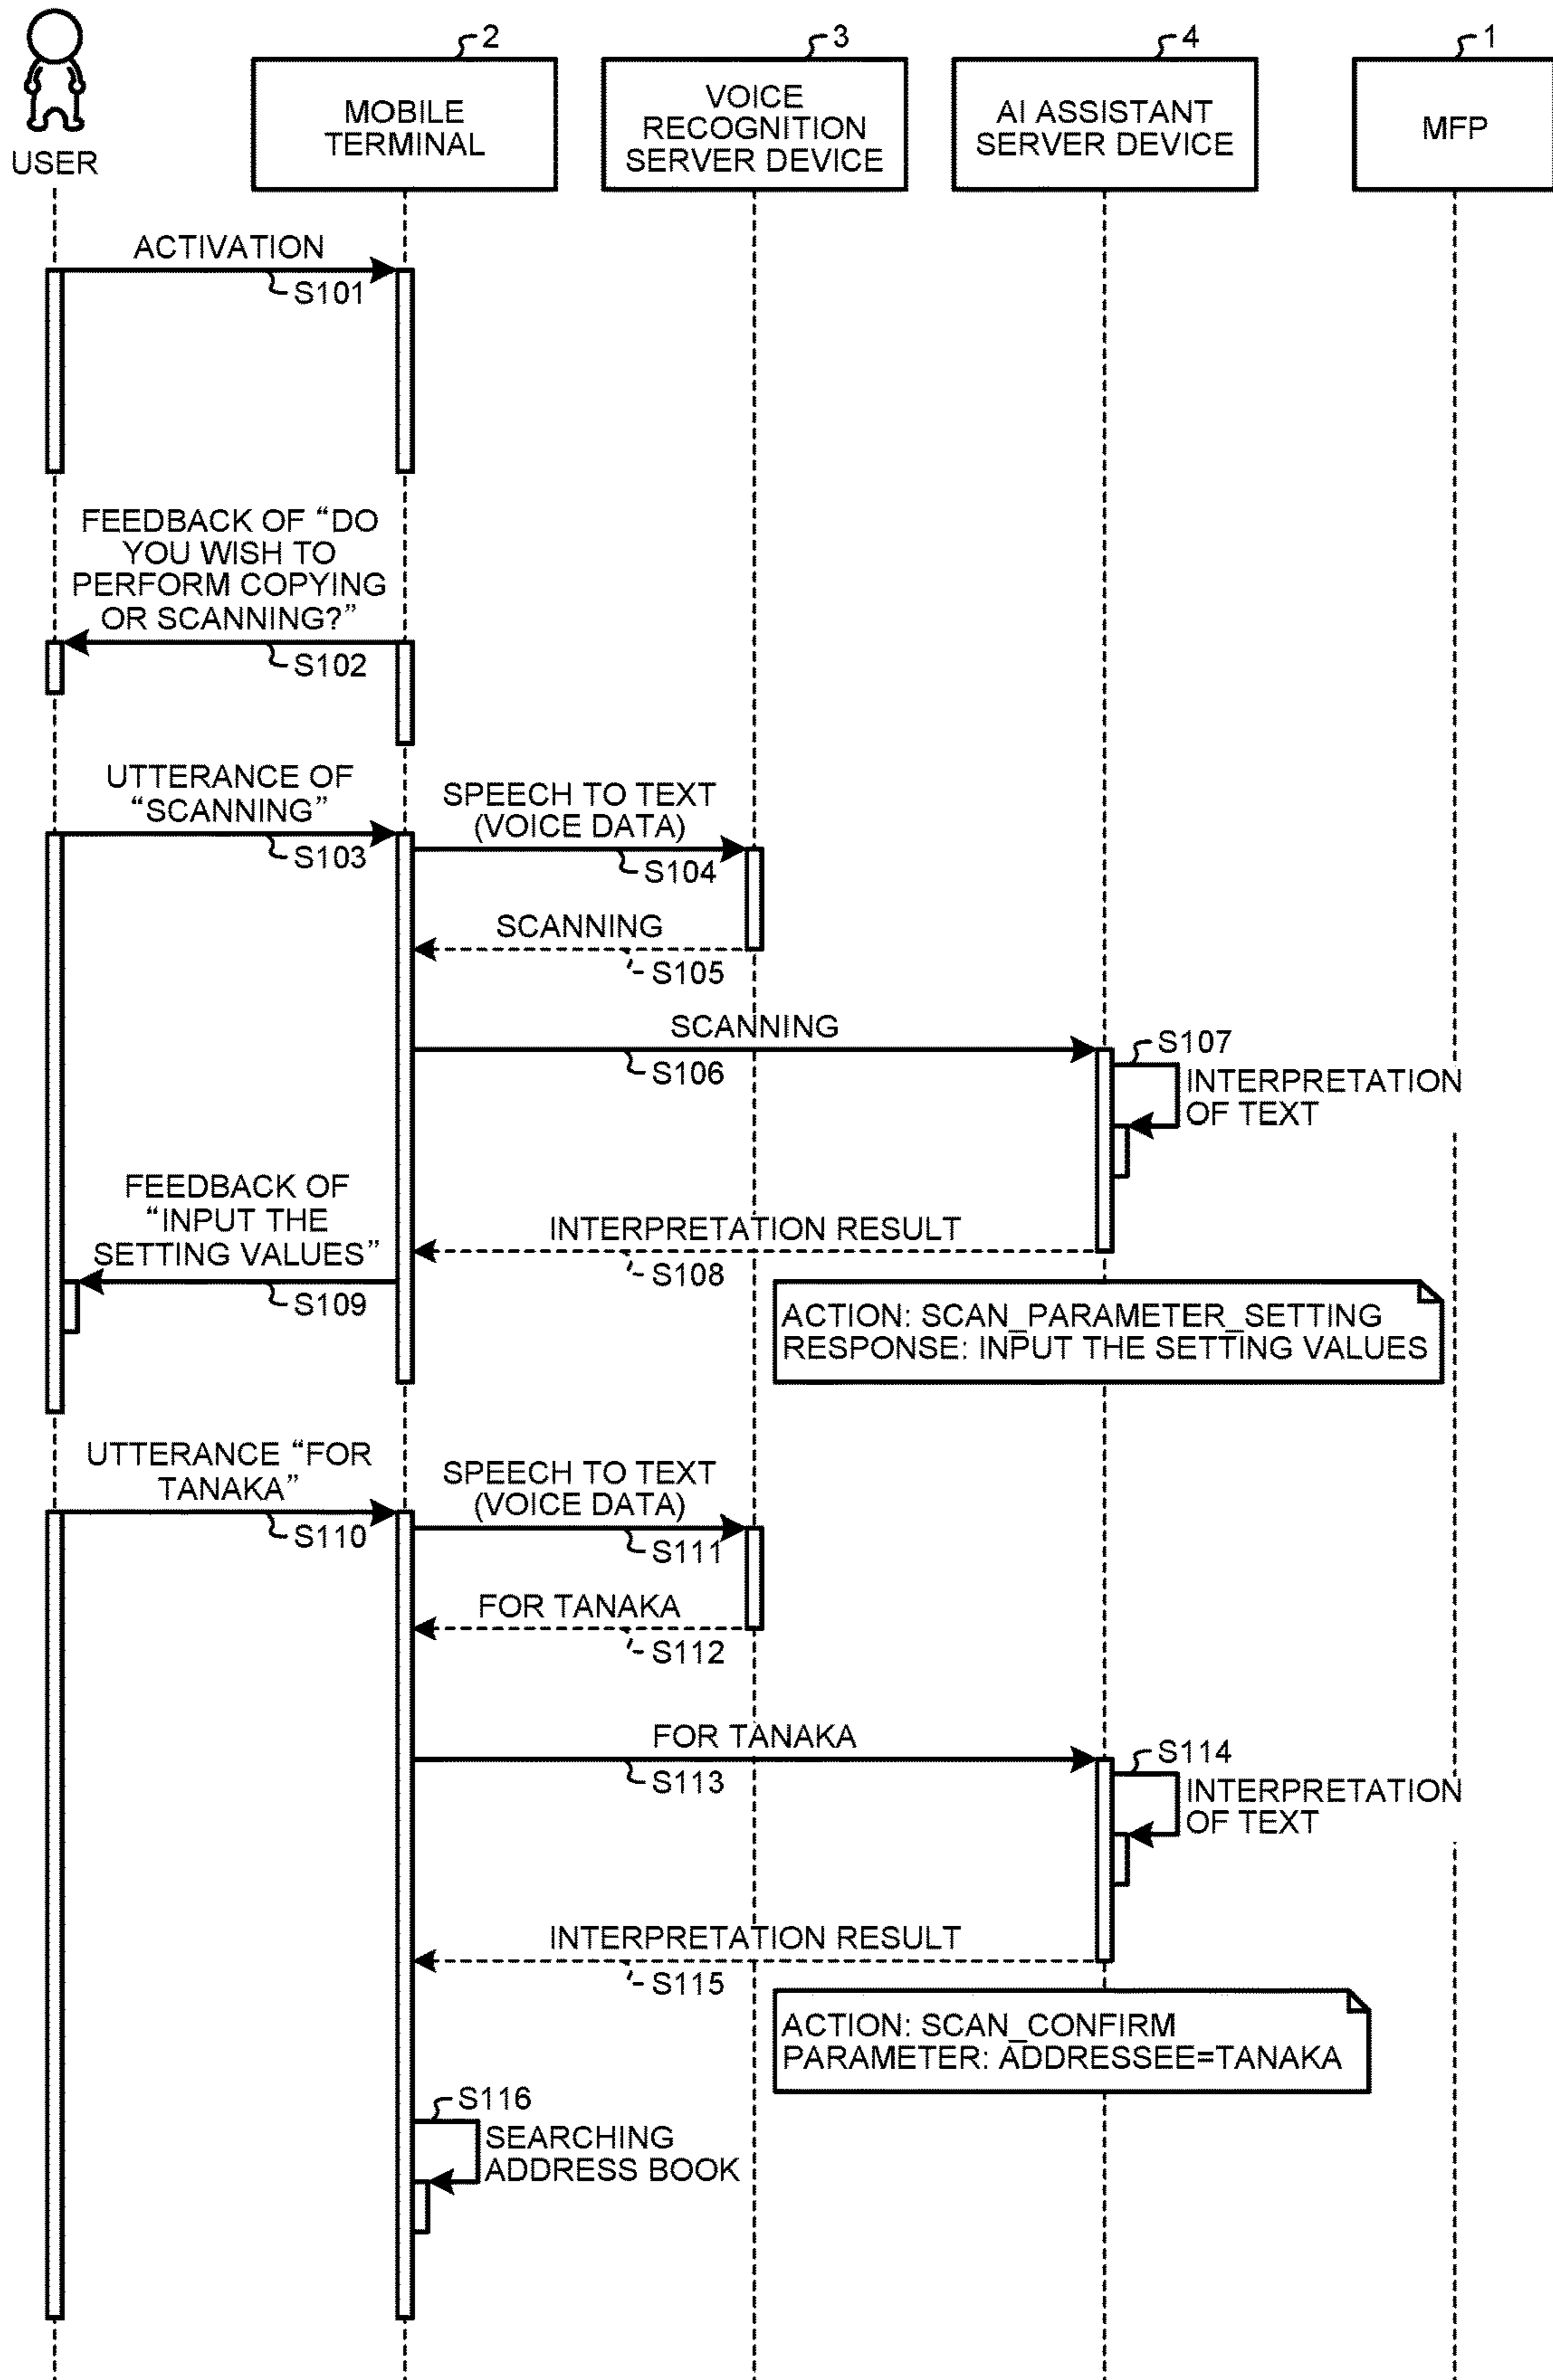 2
3
4
1
MOBILE
TERMINAL
VOICE
RECOGNITION
SERVER DEVICE
AI ASSISTANT
SERVER DEVICE
MFP
USER
ACTIVATION
S101
FEEDBACK OF “DO
YOU WISH TO
PERFORM COPYING
OR SCANNING?”
S102
UTTERANCE OF
“SCANNING”
S103
SPEECH TO TEXT
(VOICE DATA)
S104
SCANNING
S105
SCANNING
S106
S107
INTERPRETATION
OF TEXT
INTERPRETATION RESULT
S108
FEEDBACK OF
“INPUT THE
SETTING VALUES”
S109
ACTION: SCAN_PARAMETER_SETTING
RESPONSE: INPUT THE SETTING VALUES
UTTERANCE “FOR
TANAKA”
S110
SPEECH TO TEXT
(VOICE DATA)
S111
FOR TANAKA
S112
FOR TANAKA
S113
S114
INTERPRETATION
OF TEXT
INTERPRETATION RESULT
S115
ACTION: SCAN_CONFIRM
PARAMETER: ADDRESSEE=TANAKA
S116
SEARCHING
ADDRESS BOOK